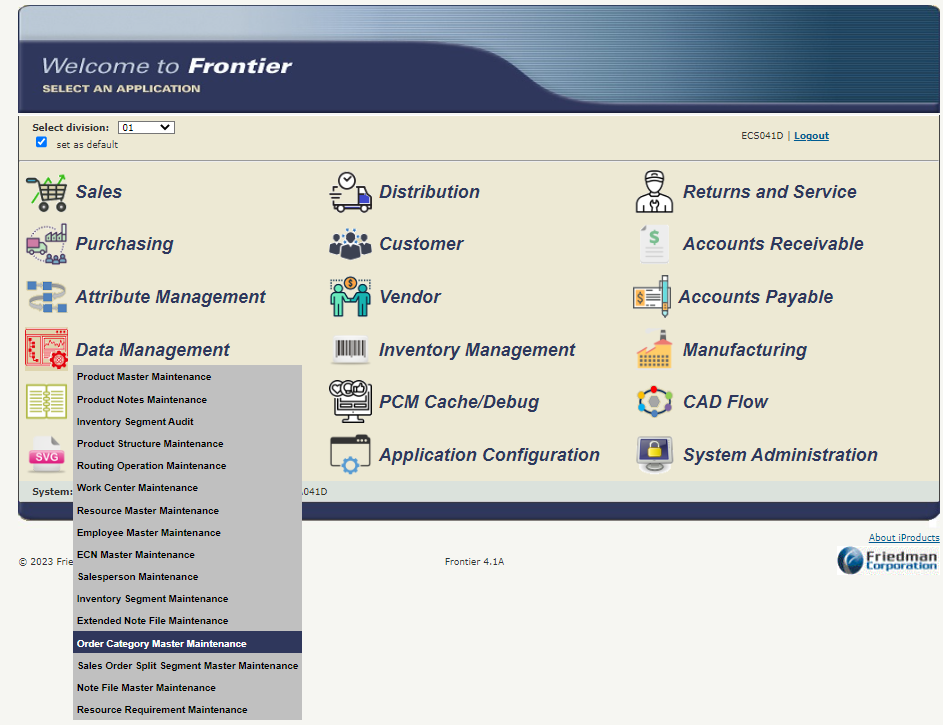 Welcome to Frontier
SELECT AN APPLICATION
Select division: 01
set as default
ECS041D | Logout
Sales
Distribution
Returns and Service
Purchasing
Customer
Accounts Receivable
Attribute Management
Vendor
Accounts Payable
Data Management
Inventory Management
Manufacturing
PCM Cache/Debug
CAD Flow
SVG
Application Configuration
System Administration
Product Master Maintenance
Product Notes Maintenance
Inventory Segment Audit
Product Structure Maintenance
Routing Operation Maintenance
Work Center Maintenance
Resource Master Maintenance
Employee Master Maintenance
ECN Master Maintenance
Salesperson Maintenance
Inventory Segment Maintenance
Extended Note File Maintenance
Order Category Master Maintenance
Sales Order Split Segment Master Maintenance
Note File Master Maintenance
Resource Requirement Maintenance
System: 041D
About iProducts
© 2023 Frie
Frontier 4.1A
Friedman
Corporation